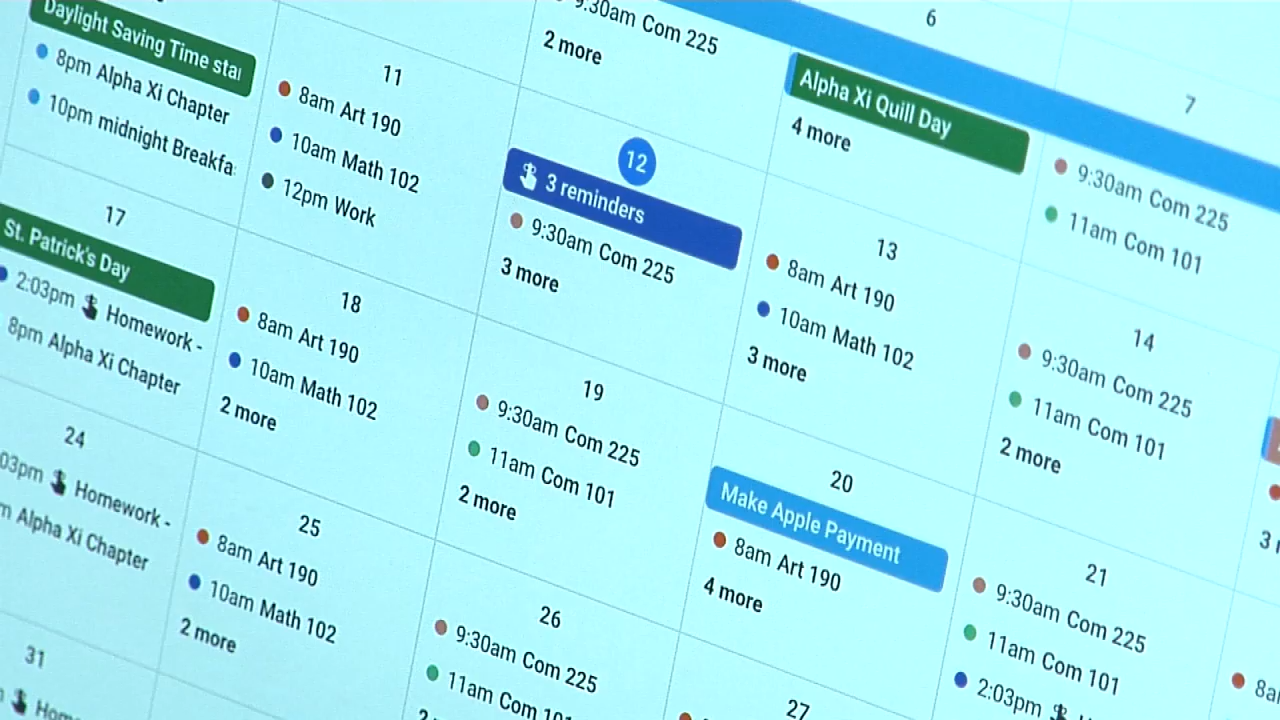 9:30am Com 225
2 more
6
Alpha Xi Quill Day
4 more
7
9:30am Com 225
11am Com 101
Daylight Saving Time
8pm Alpha Xi Chapter
10pm midnight
11
8am Art 190
10am Math 102
12pm Work
12
3 reminders
9:30am Com 225
3 more
13
8am Art 190
10am Math 102
3 more
14
9:30am Com 225
11am Com 101
2 more
17
St. Patrick's Day
2:03pm Homework -
8pm Alpha Xi Chapter
18
8am Art 190
10am Math 102
2 more
19
9:30am Com 225
11am Com 101
2 more
20
Make Apple Payment
8am Art 190
4 more
21
9:30am Com 225
11am Com 101
2:03pm
24
Homework -
Alpha Xi Chapter
25
8am Art 190
10am Math 102
2 more
26
9:30am Com 225
11am Com
27
31